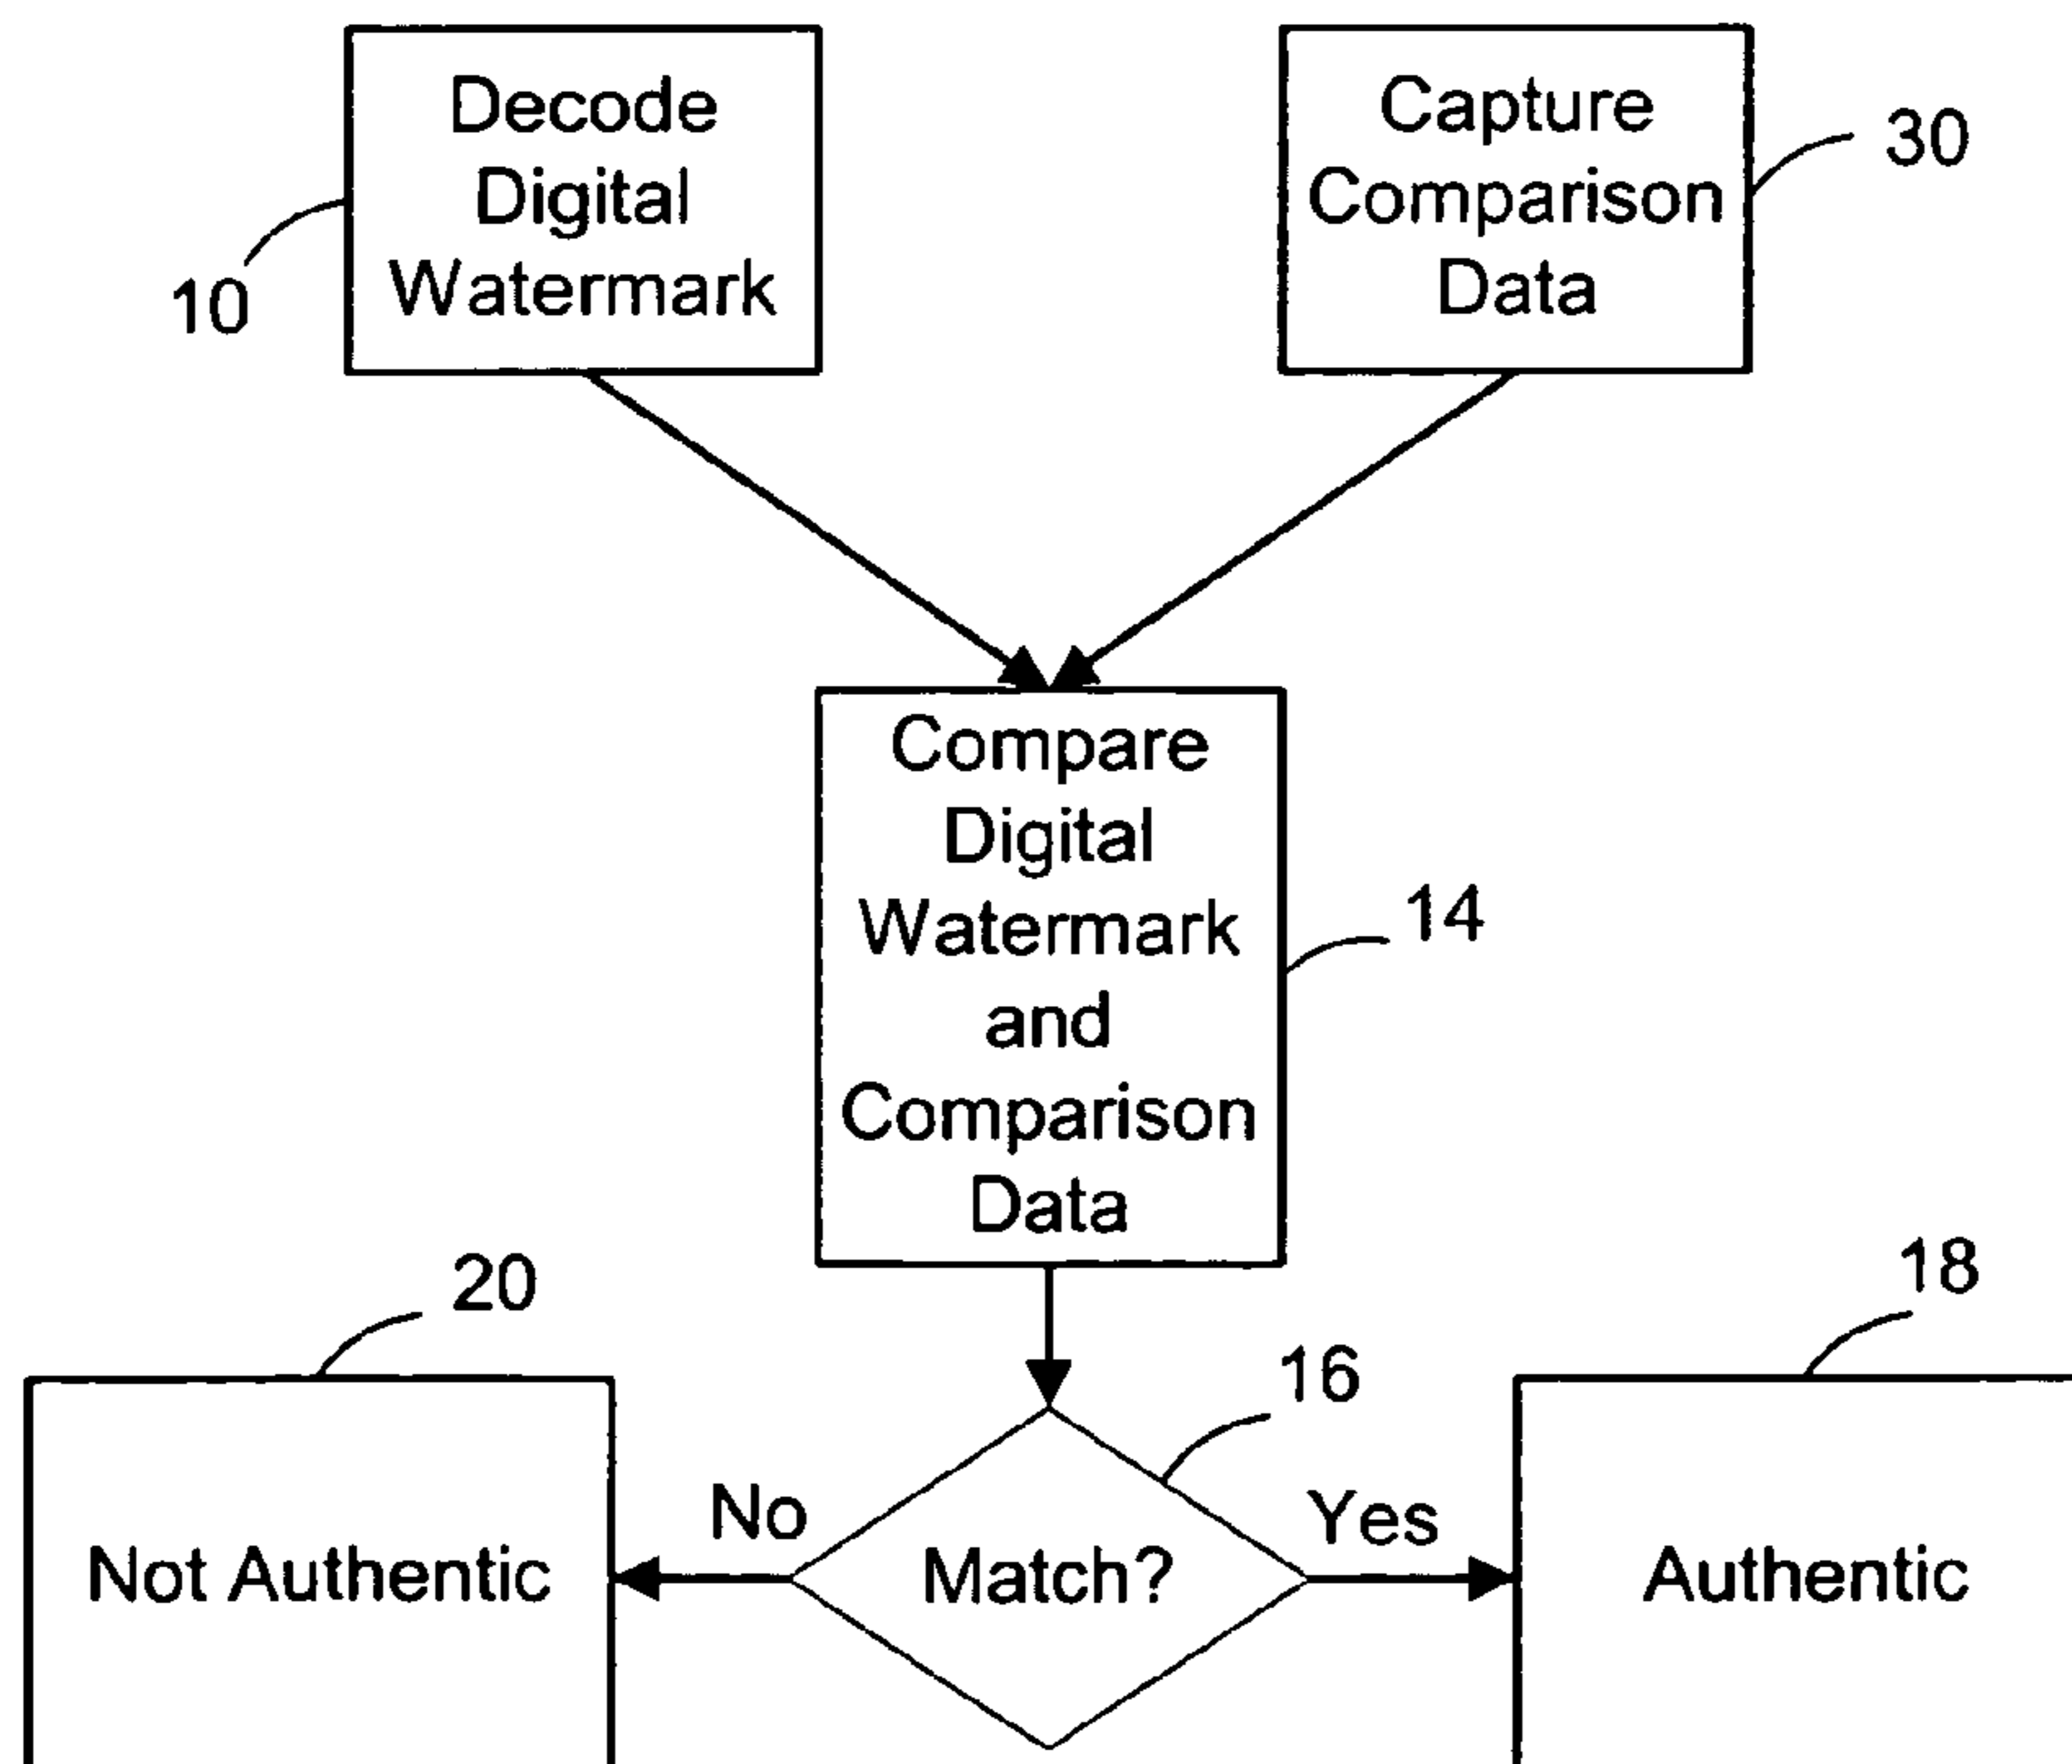 Decode
Digital
Watermark
10
Capture
Comparison
Data
30
Compare
Digital
Watermark
and
Comparison
Data
14
20
18
16
No
Yes
Not Authentic
Match?
Authentic